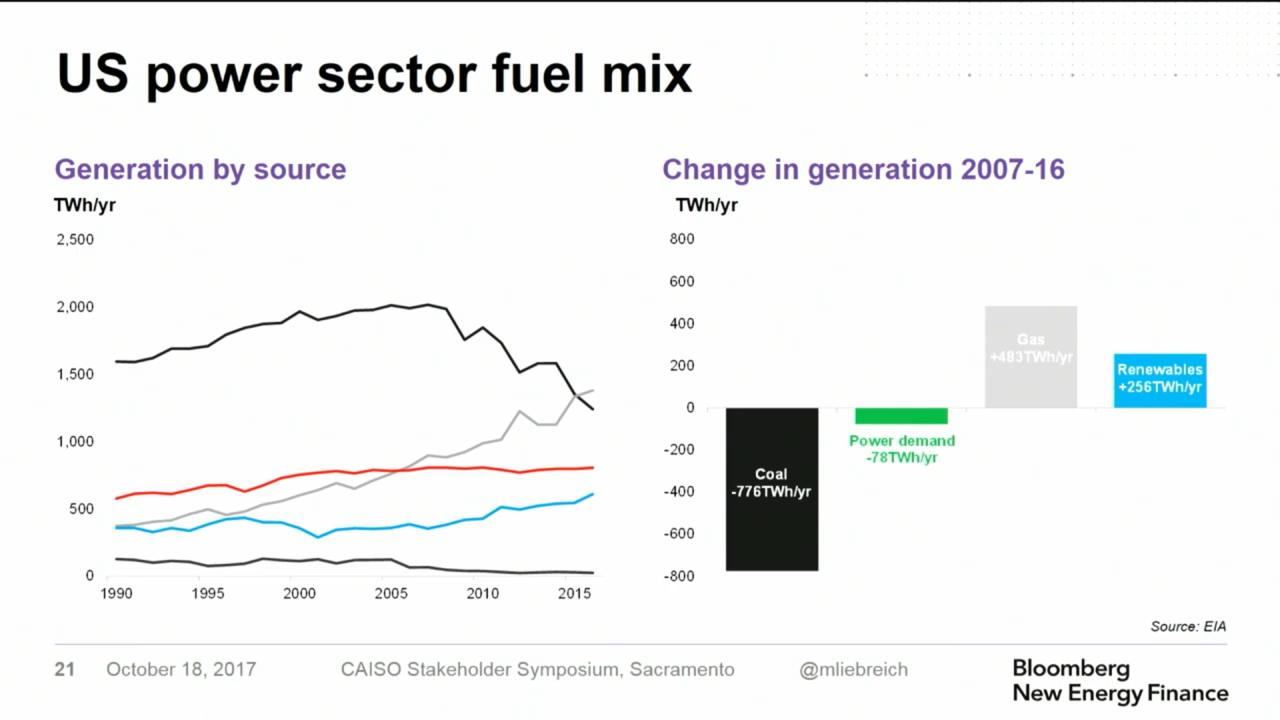 US power sector fuel mix
Generation by source
TWh/yr
2,500
2,000
1,500
1,000
500
0
1990 1995 2000 2005 2010 2015
Change in generation 2007-16
TWh/yr
800
600
400
200
0
-200
-400
-600
-800
Coal
-776TWh/yr
Power demand
-78TWh/yr
Gas
+483TWh/yr
Renewables
+256TWh/yr
Source: EIA
21 October 18, 2017 CAISO Stakeholder Symposium, Sacramento @mliebreich
Bloomberg
New Energy Finance